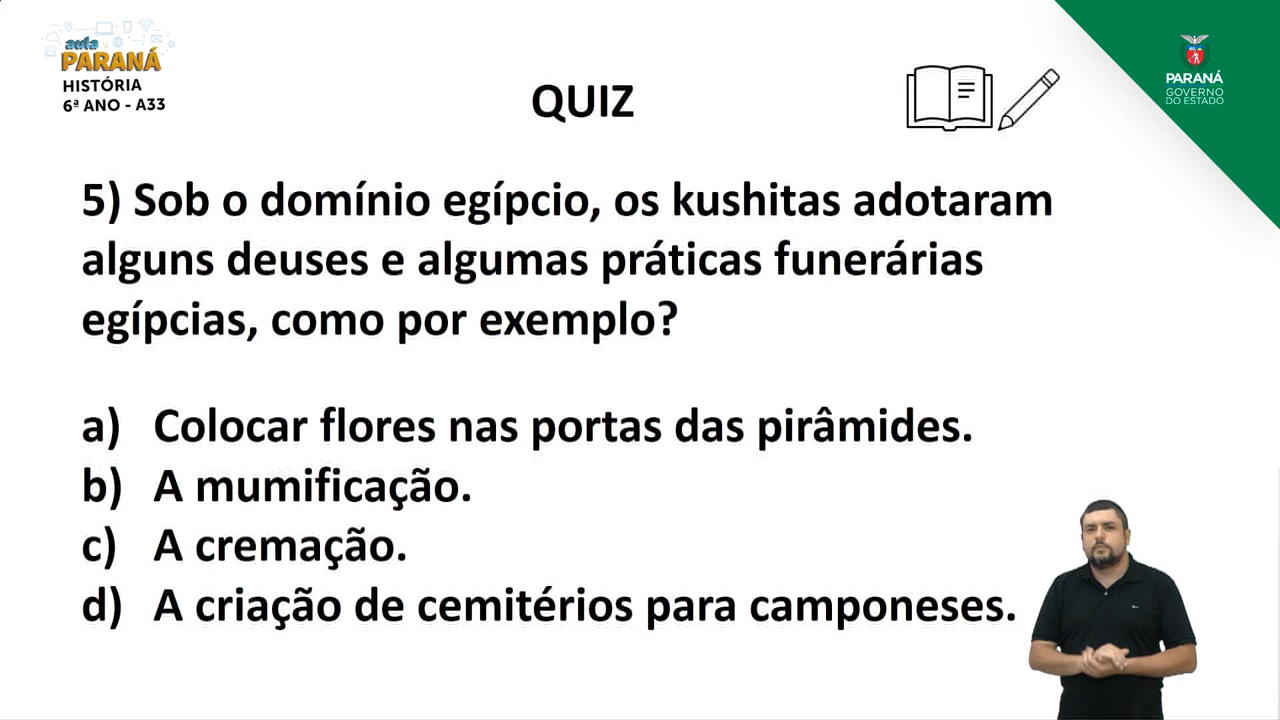 aula
PARANÁ
HISTÓRIA
6ª ANO - A33
QUIZ
PARANÁ
GOVERNO
DO ESTADO
5) Sob o domínio egípcio, os kushitas adotaram
alguns deuses e algumas práticas funerárias
egípcias, como por exemplo?
a) Colocar flores nas portas das pirâmides.
b) A mumificação.
c) A cremação.
d) A criação de cemitérios para camponeses.